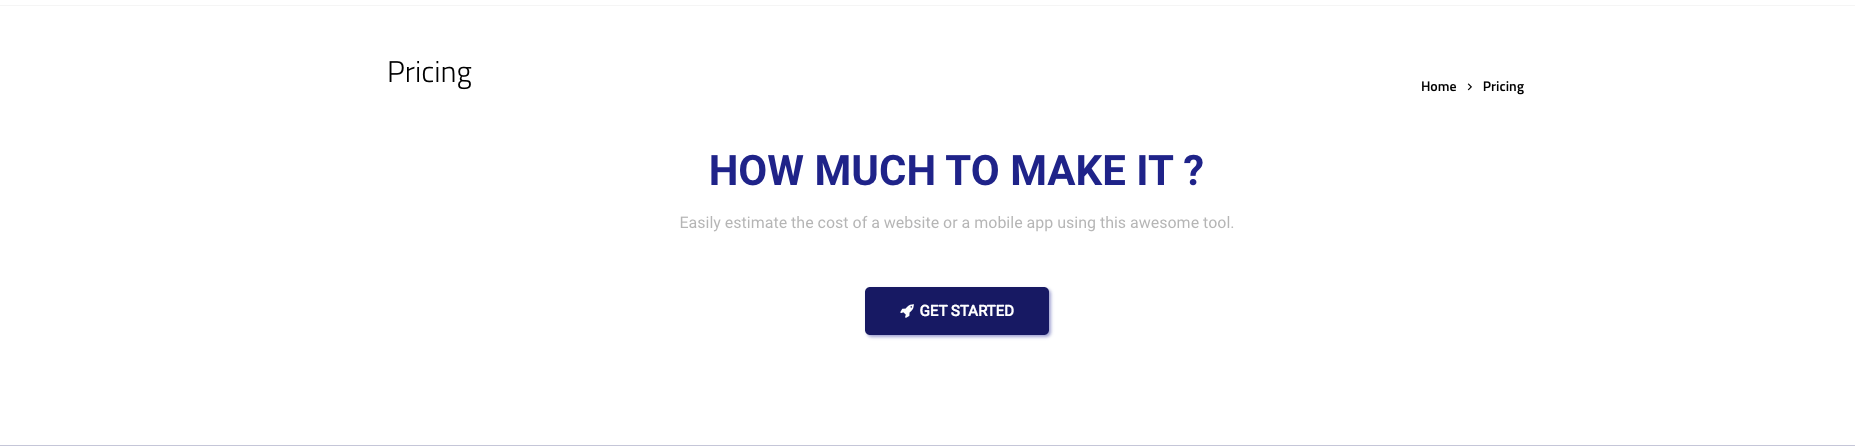 Pricing
Home > Pricing
HOW MUCH TO MAKE IT ?
Easily estimate the cost of a website or a mobile app using this awesome tool.
GET STARTED